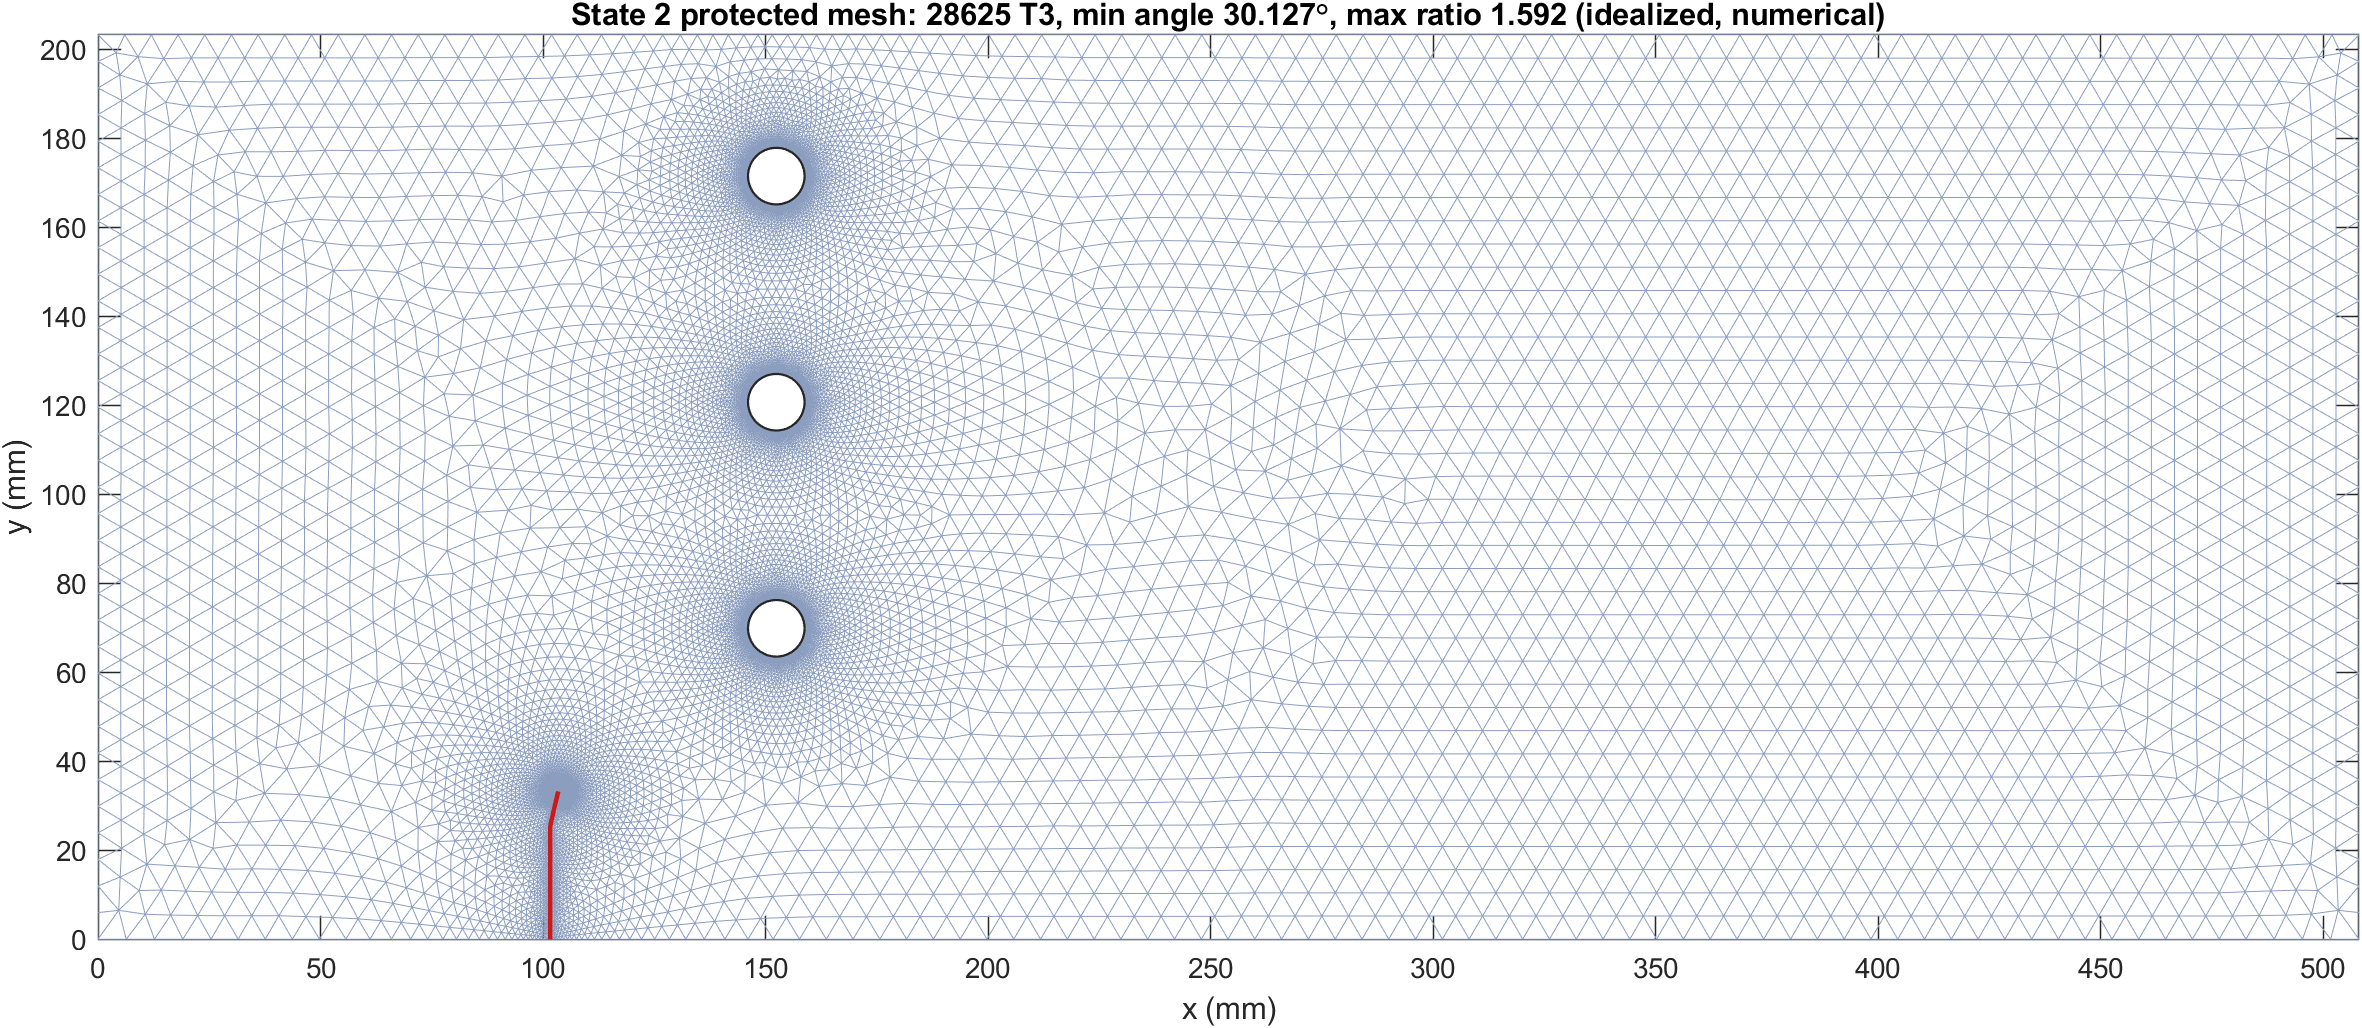 State 2 protected mesh: 28625 T3, min angle 30.127°, max ratio 1.592 (idealized, numerical)
200
180
160
140
120
100
80
60
40
20
0
y (mm)
0 50 100 150 200 250 300 350 400 450 500
x (mm)